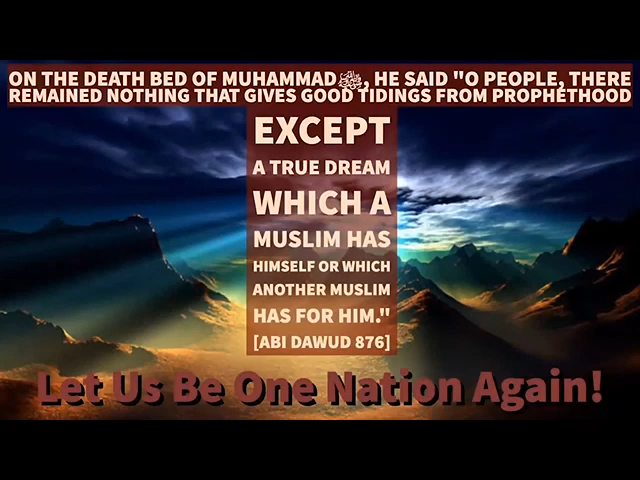 ON THE DEATH BED OF MUHAMMADﷺ, HE SAID "O PEOPLE, THERE
REMAINED NOTHING THAT GIVES GOOD TIDINGS FROM PROPHETHOOD
EXCEPT
A TRUE DREAM
WHICH A
MUSLIM HAS
HIMSELF OR WHICH
ANOTHER MUSLIM
HAS FOR HIM."
[ABI DAWUD 876]
Let Us Be One Nation Again!